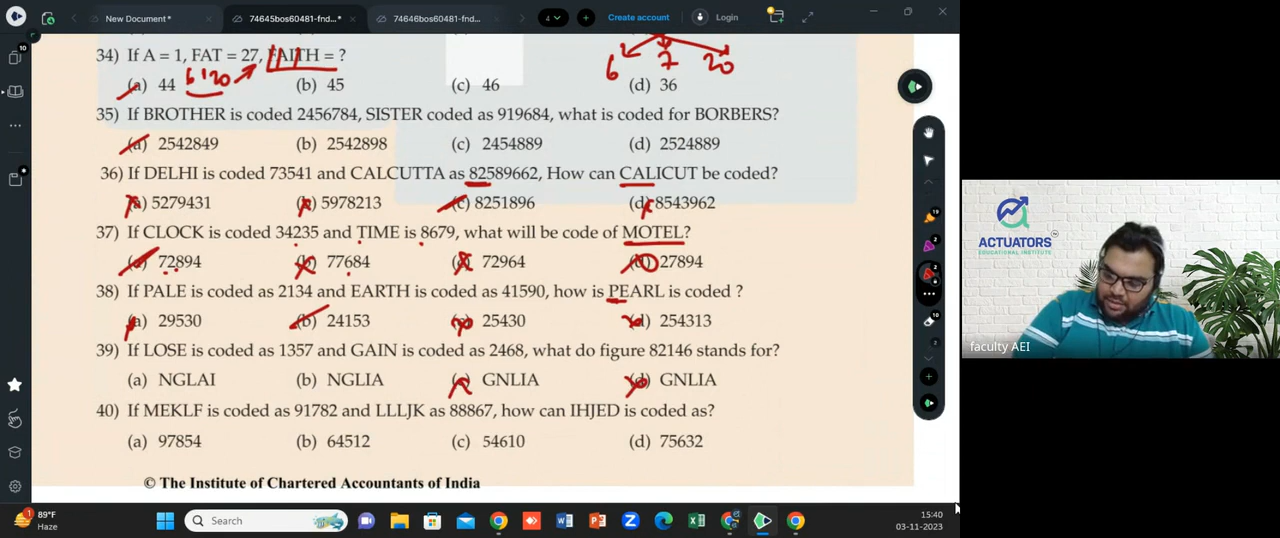 New Document*
74645bos60481-fnd...*
74646bos60481-fnd...
4
Create account
Login
34) If A = 1, FAT = 27, FAITH = ?
6 1 20
6 7 20
(a) 44 (b) 45 (c) 46 (d) 36
35) If BROTHER is coded 2456784, SISTER coded as 919684, what is coded for BORBERS?
(a) 2542849 (b) 2542898 (c) 2454889 (d) 2524889
36) If DELHI is coded 73541 and CALCUTTA as 82589662, How can CALICUT be coded?
(a) 5279431 (b) 5978213 (c) 8251896 (d) 8543962
37) If CLOCK is coded 34235 and TIME is 8679, what will be code of MOTEL?
(a) 72894 (b) 77684 (c) 72964 (d) 27894
38) If PALE is coded as 2134 and EARTH is coded as 41590, how is PEARL is coded ?
(a) 29530 (b) 24153 (c) 25430 (d) 254313
39) If LOSE is coded as 1357 and GAIN is coded as 2468, what do figure 82146 stands for?
(a) NGLAI (b) NGLIA (c) GNLIA (d) GNLIA
40) If MEKLF is coded as 91782 and LLLJK as 88867, how can IHJED is coded as?
(a) 97854 (b) 64512 (c) 54610 (d) 75632
© The Institute of Chartered Accountants of India
ACTUATORS
EDUCATIONAL INSTITUTE
faculty AEI
89°F
Haze
Search
15:40
03-11-2023